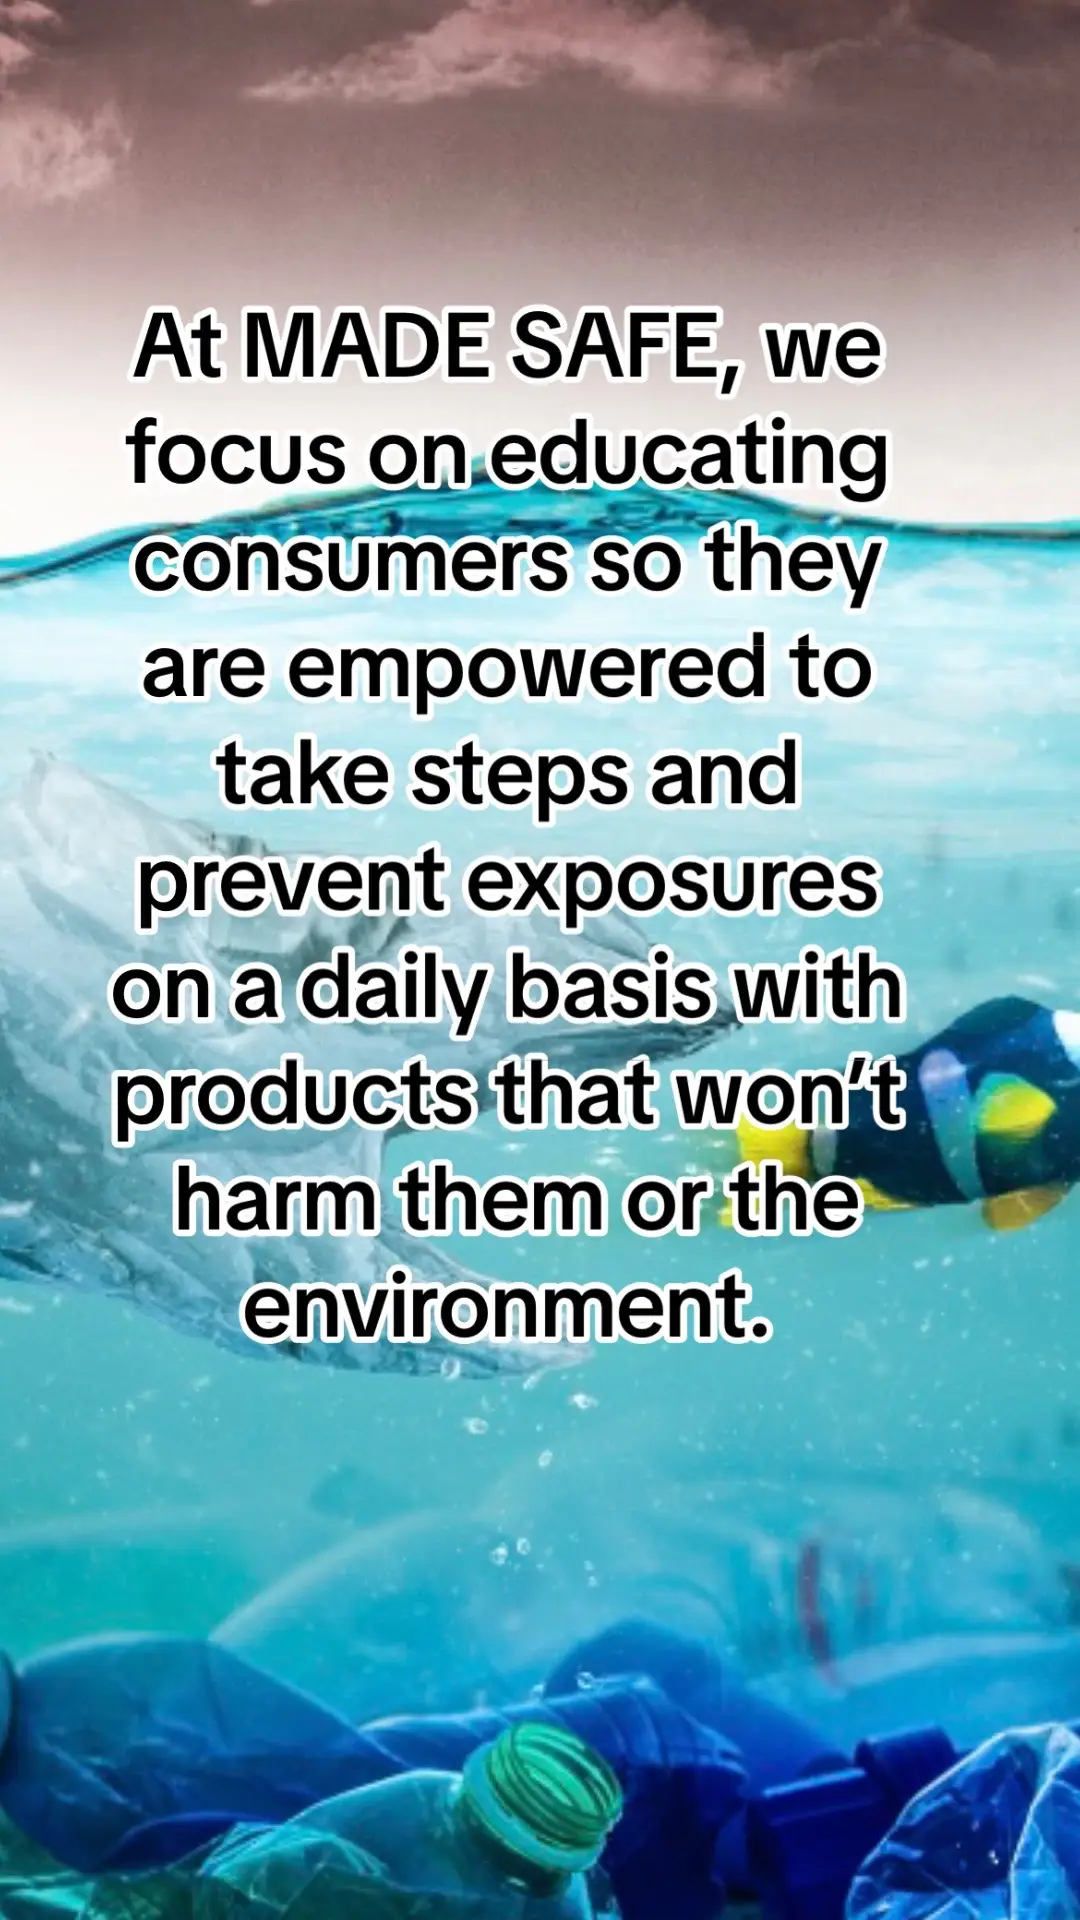 At MADE SAFE, we
focus on educating
consumers so they
are empowered to
take steps and
prevent exposures
on a daily basis with
products that won’t
harm them or the
environment.